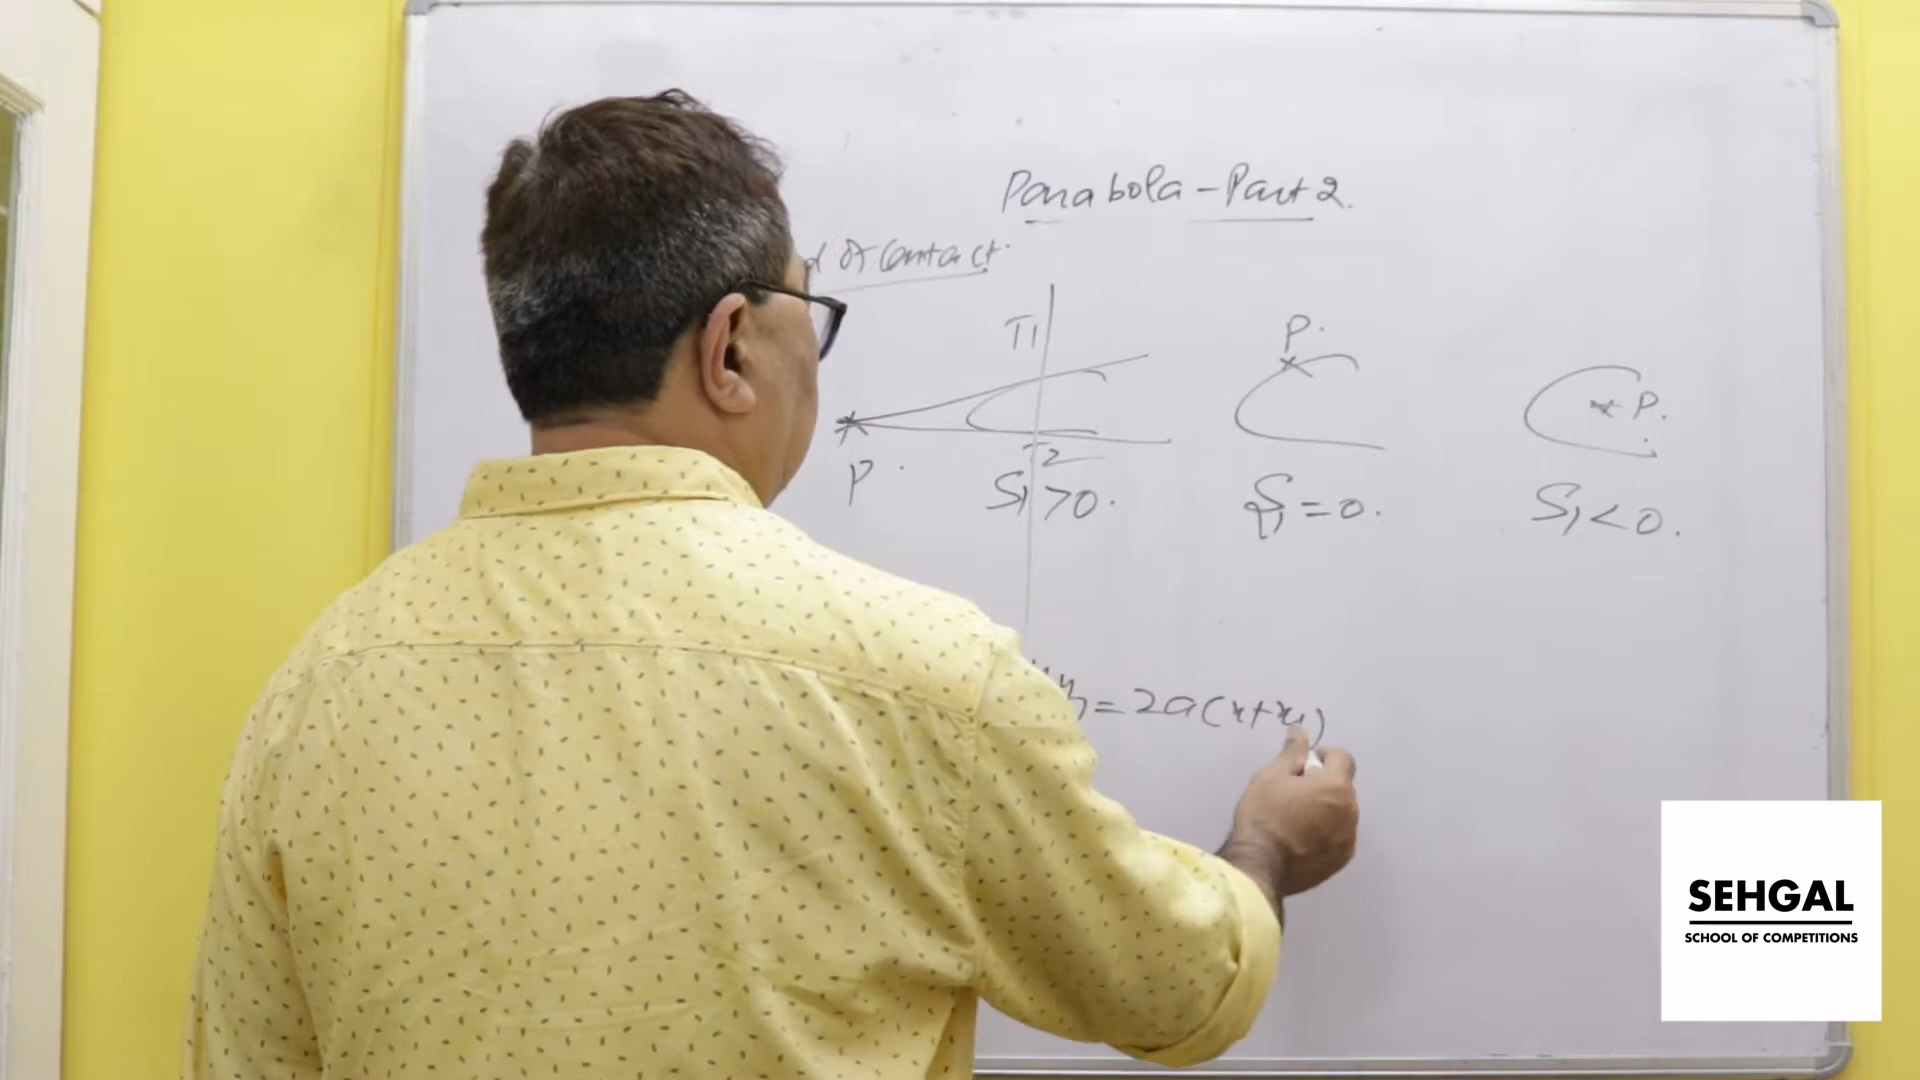 Parabola - Part 2.
of Contact.
T1
P.
P.
T2
P
S₁ >0.
S₁ = 0.
S₁ < 0.
= 2a(x+x₁)
SEHGAL
SCHOOL OF COMPETITIONS